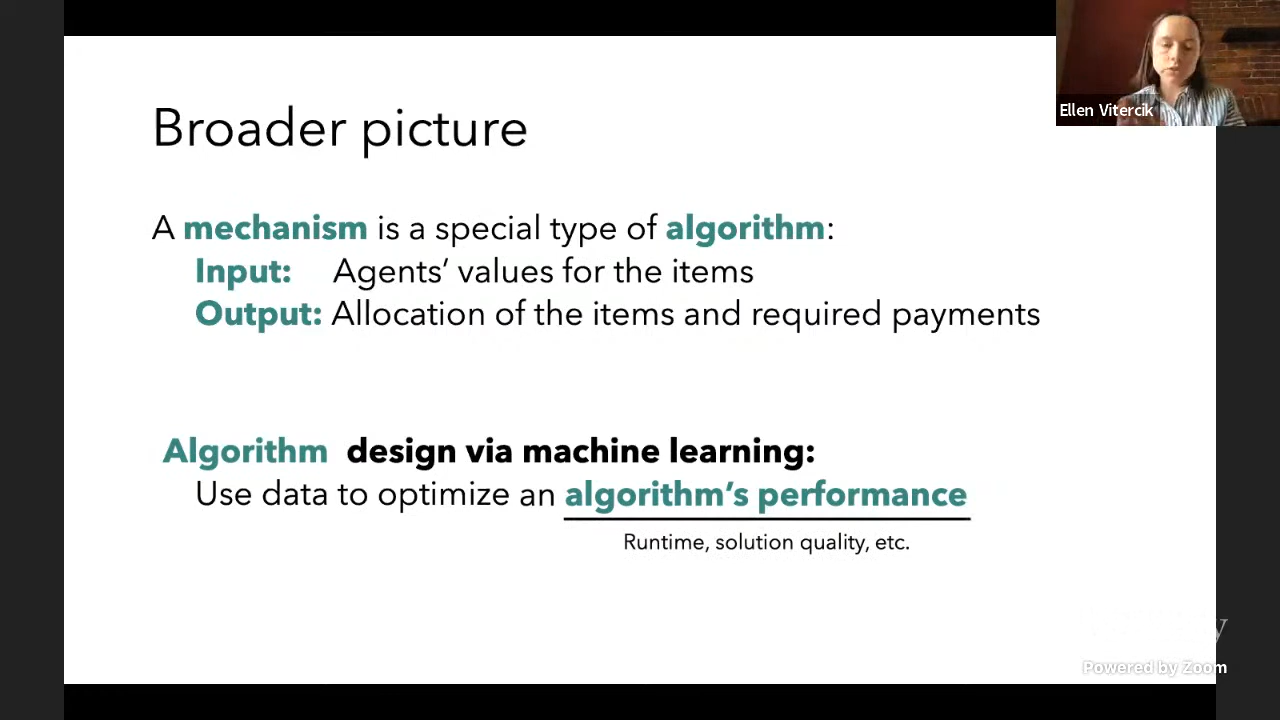 Ellen Vitercik
Broader picture
A mechanism is a special type of algorithm:
Input: Agents’ values for the items
Output: Allocation of the items and required payments
Algorithm design via machine learning:
Use data to optimize an algorithm’s performance
Runtime, solution quality, etc.
Powered by Zoom